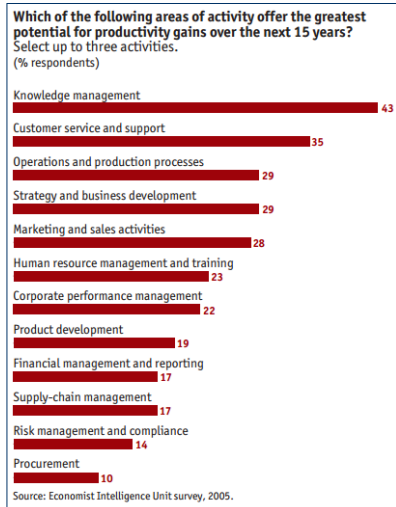 Which of the following areas of activity offer the greatest
potential for productivity gains over the next 15 years?
Select up to three activities.
(% respondents)
Knowledge management
43
Customer service and support
35
Operations and production processes
29
Strategy and business development
29
Marketing and sales activities
28
Human resource management and training
23
Corporate performance management
22
Product development
19
Financial management and reporting
17
Supply-chain management
17
Risk management and compliance
14
Procurement
10
Source: Economist Intelligence Unit survey, 2005.